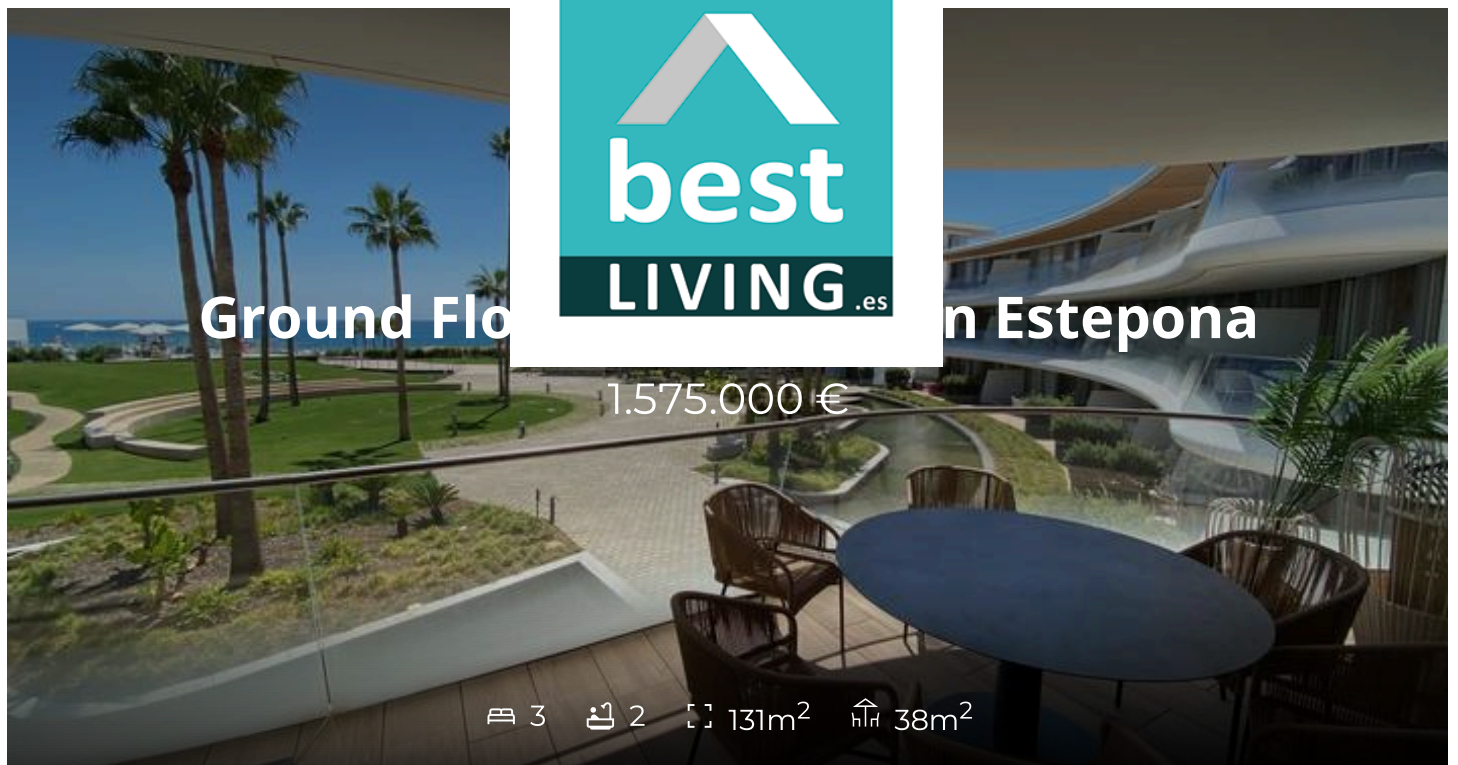 best
LIVING.es
Ground Flo n Estepona
1.575.000 €
3 2 131m² 38m²